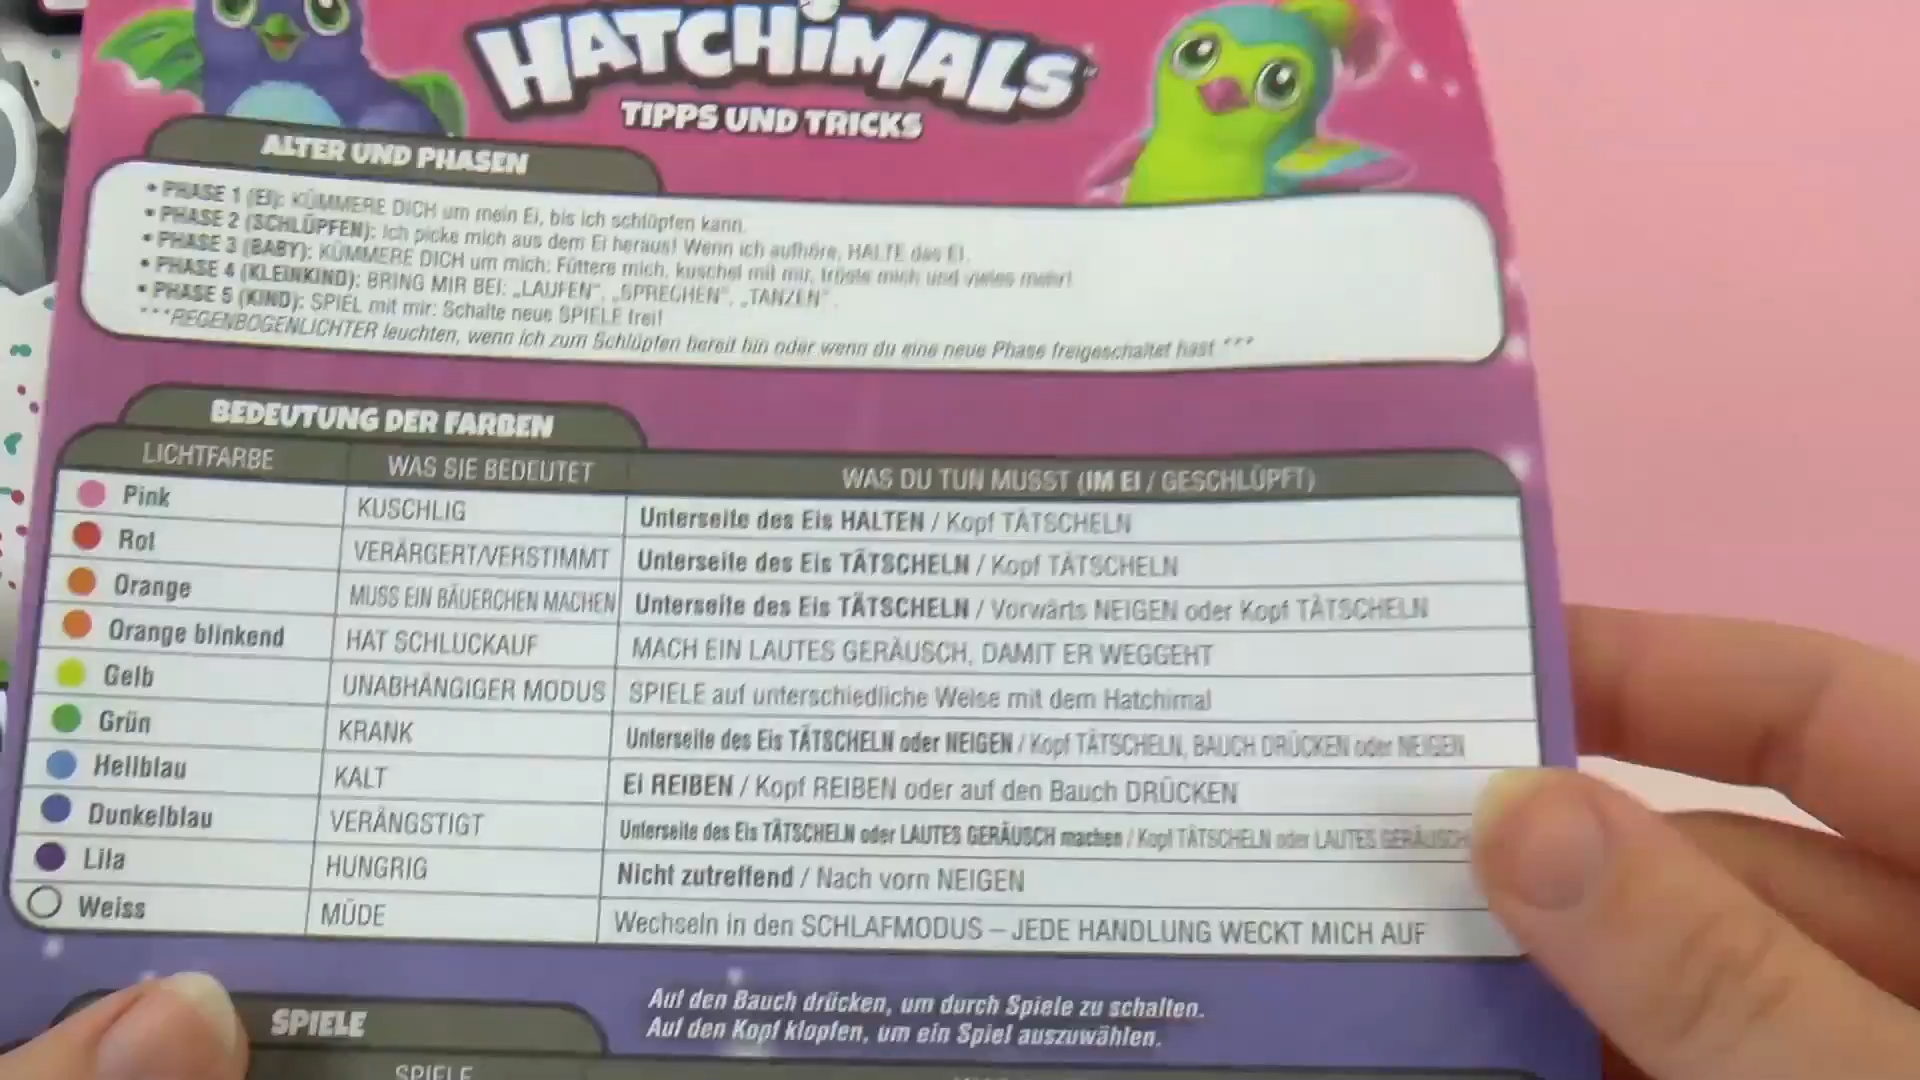 HATCHiMALS™
TIPPS UND TRICKS
ALTER UND PHASEN
• PHASE 1 (EI): KÜMMERE DICH um mein Ei, bis ich schlüpfen kann.
• PHASE 2 (SCHLÜPFEN): Ich picke mich aus dem Ei heraus! Wenn ich aufhöre, HALTE das Ei.
• PHASE 3 (BABY): KÜMMERE DICH um mich: Füttere mich, kuschel mit mir, tröste mich und vieles mehr!
• PHASE 4 (KLEINKIND): BRING MIR BEI: „LAUFEN", „SPRECHEN", „TANZEN".
• PHASE 5 (KIND): SPIEL mit mir: Schalte neue SPIELE frei!
***REGENBOGENLICHTER leuchten, wenn ich zum Schlüpfen bereit bin oder wenn du eine neue Phase freigeschaltet hast ***
BEDEUTUNG DER FARBEN
LICHTFARBE WAS SIE BEDEUTET WAS DU TUN MUSST (IM EI / GESCHLÜPFT)
Pink KUSCHLIG Unterseite des Eis HALTEN / Kopf TÄTSCHELN
Rot VERÄRGERT/VERSTIMMT Unterseite des Eis TÄTSCHELN / Kopf TÄTSCHELN
Orange MUSS EIN BÄUERCHEN MACHEN Unterseite des Eis TÄTSCHELN / Vorwärts NEIGEN oder Kopf TÄTSCHELN
Orange blinkend HAT SCHLUCKAUF MACH EIN LAUTES GERÄUSCH, DAMIT ER WEGGEHT
Gelb UNABHÄNGIGER MODUS SPIELE auf unterschiedliche Weise mit dem Hatchimal
Grün KRANK Unterseite des Eis TÄTSCHELN oder NEIGEN / Kopf TÄTSCHELN, BAUCH DRÜCKEN oder NEIGEN
Hellblau KALT Ei REIBEN / Kopf REIBEN oder auf den Bauch DRÜCKEN
Dunkelblau VERÄNGSTIGT Unterseite des Eis TÄTSCHELN oder LAUTES GERÄUSCH machen / Kopf TÄTSCHELN oder LAUTES GERÄUSCH
Lila HUNGRIG Nicht zutreffend / Nach vorn NEIGEN
Weiss MÜDE Wechseln in den SCHLAFMODUS – JEDE HANDLUNG WECKT MICH AUF
Auf den Bauch drücken, um durch Spiele zu schalten.
Auf den Kopf klopfen, um ein Spiel auszuwählen.
SPIELE
SPIELE